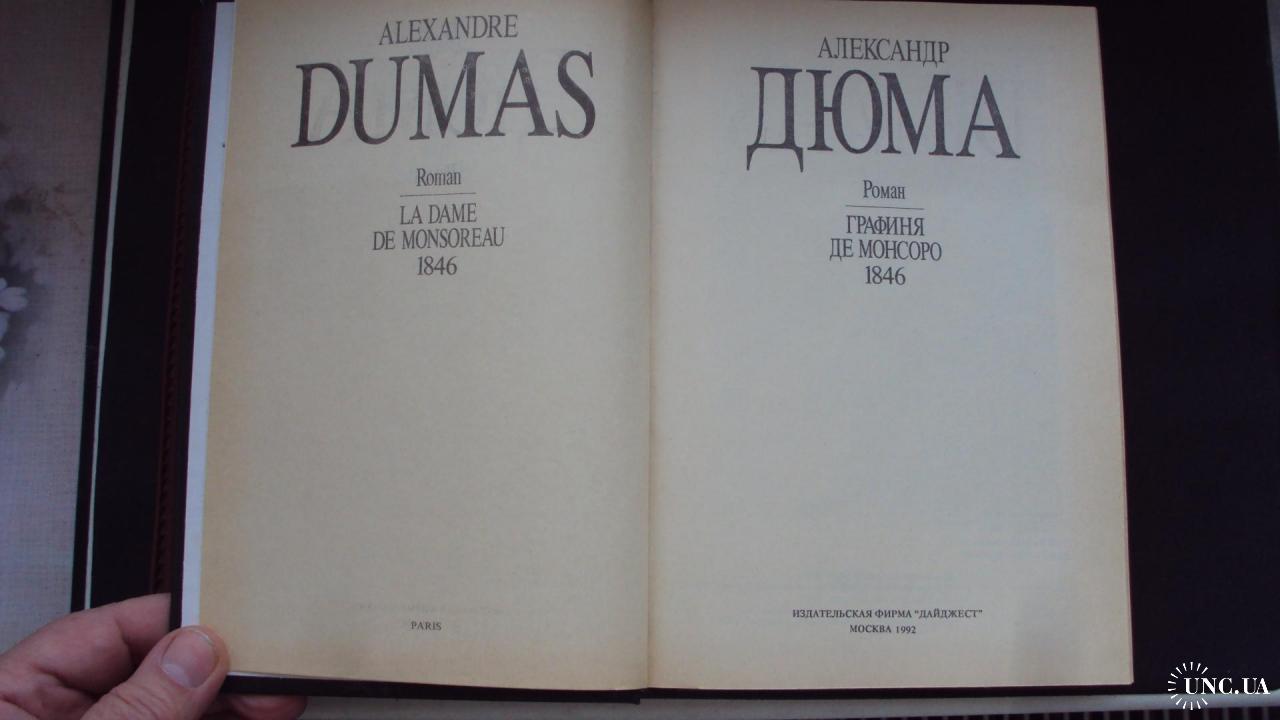 ALEXANDRE
DUMAS
Roman
LA DAME
DE MONSOREAU
1846
PARIS
АЛЕКСАНДР
ДЮМА
Роман
ГРАФИНЯ
ДЕ МОНСОРО
1846
ИЗДАТЕЛЬСКАЯ ФИРМА "ДАЙДЖЕСТ"
МОСКВА 1992
UNC.UA